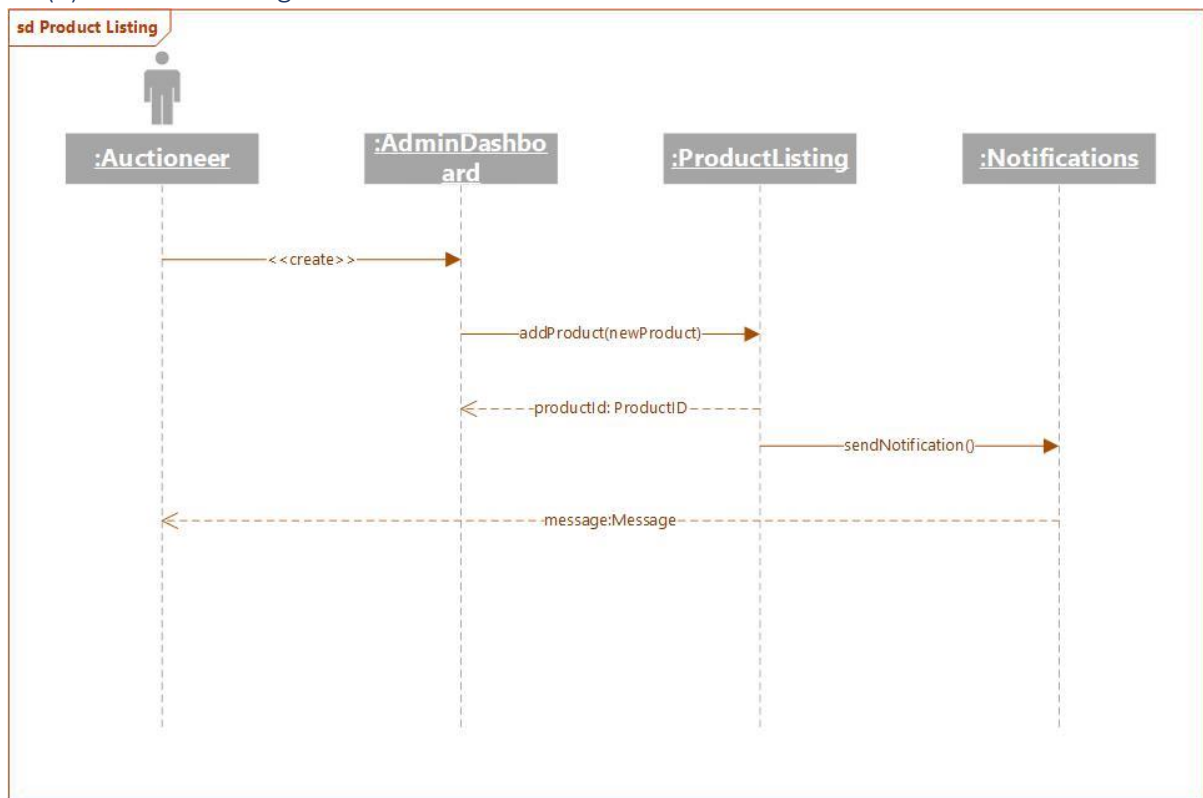 sd Product Listing
:Auctioneer
:AdminDashbo
ard
:ProductListing
:Notifications
<<create>>
addProduct(newProduct)
productId: ProductID
sendNotification()
message:Message